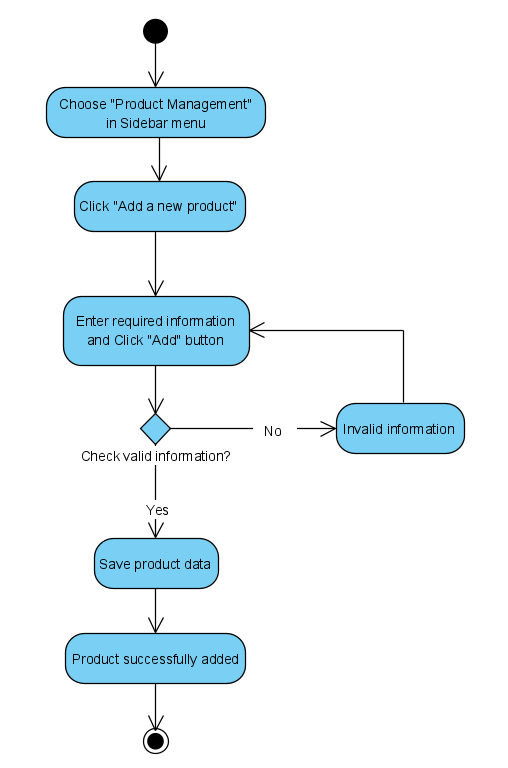 Choose "Product Management"
in Sidebar menu
Click "Add a new product"
Enter required information
and Click "Add" button
No
Invalid information
Check valid information?
Yes
Save product data
Product successfully added